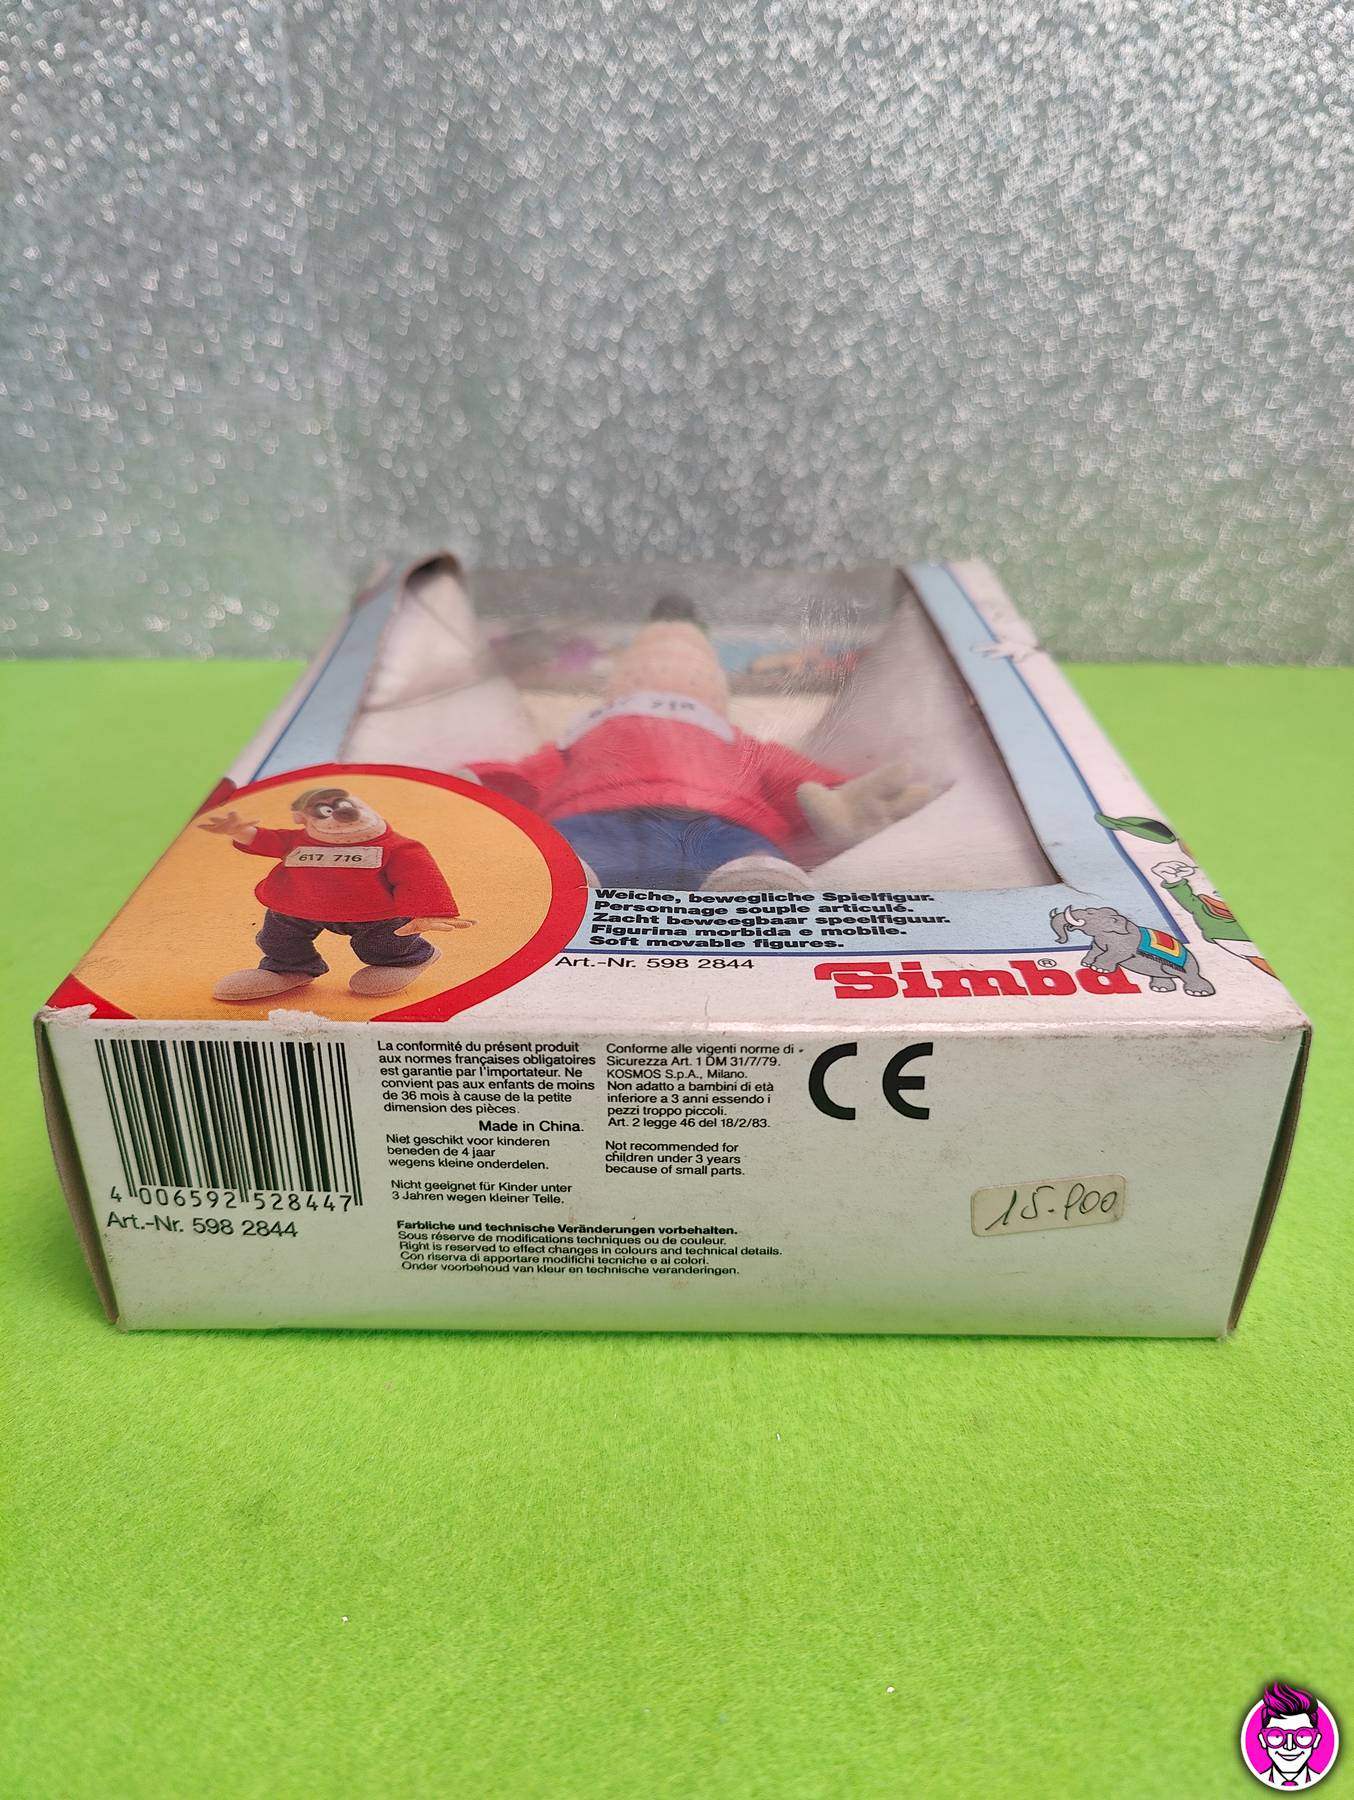 617 716
Weiche, bewegliche Spielfigur.
Personnage souple articulé.
Zacht beweegbaar speelfiguur.
Figurina morbida e mobile.
Soft movable figures.
Art.-Nr. 598 2844
Simba®
4 006592 528447
Art.-Nr. 598 2844
La conformité du présent produit
aux normes françaises obligatoires
est garantie par l'importateur. Ne
convient pas aux enfants de moins
de 36 mois à cause de la petite
dimension des pièces.
Made in China.
Niet geschikt voor kinderen
beneden de 4 jaar
wegens kleine onderdelen.
Nicht geeignet für Kinder unter
3 Jahren wegen kleiner Teile.
Conforme alle vigenti norme di
Sicurezza Art. 1 DM 31/7/79.
KOSMOS S.p.A., Milano.
Non adatto a bambini di età
inferiore a 3 anni essendo i
pezzi troppo piccoli.
Art. 2 legge 46 del 18/2/83.
Not recommended for
children under 3 years
because of small parts.
CE
Farbliche und technische Veränderungen vorbehalten.
Sous réserve de modifications techniques ou de couleur.
Right is reserved to effect changes in colours and technical details.
Con riserva di apportare modifichi tecniche e ai colori.
Onder voorbehoud van kleur en technische veranderingen.
15.900